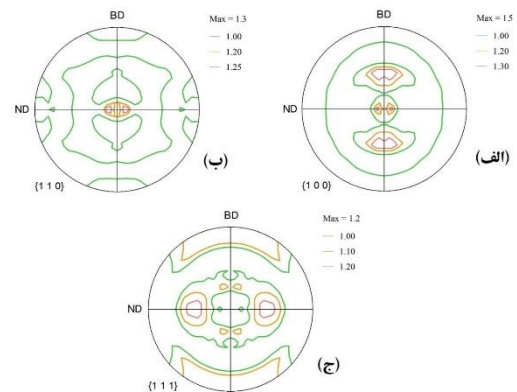 BD
Max = 1.3
1.00
1.20
1.25
ND
(ب)
{1 1 0}
BD
Max = 1.5
1.00
1.20
1.30
ND
(الف)
{1 0 0}
BD
Max = 1.2
1.00
1.10
1.20
ND
(ج)
{1 1 1}